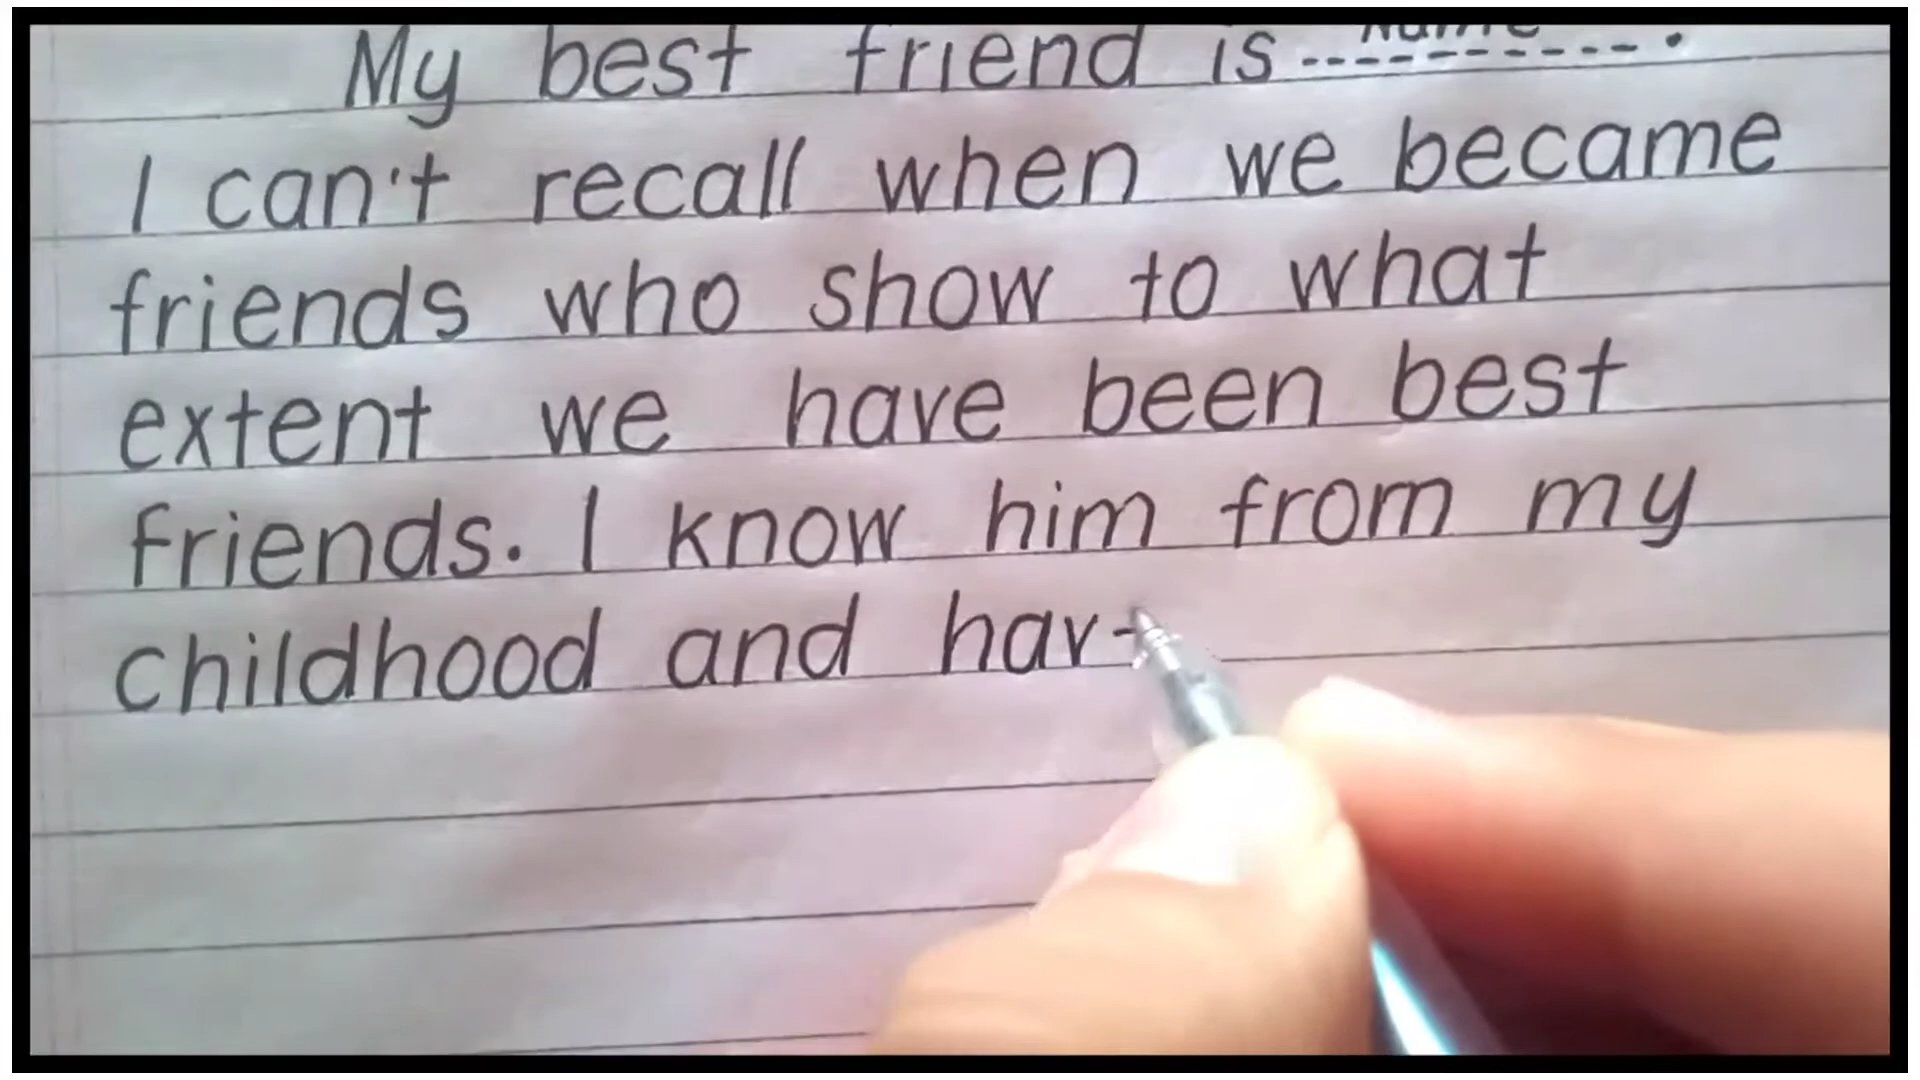 Name
My best friend is ----------.
I can't recall when we became
friends who show to what
extent we have been best
friends. I know him from my
childhood and hav